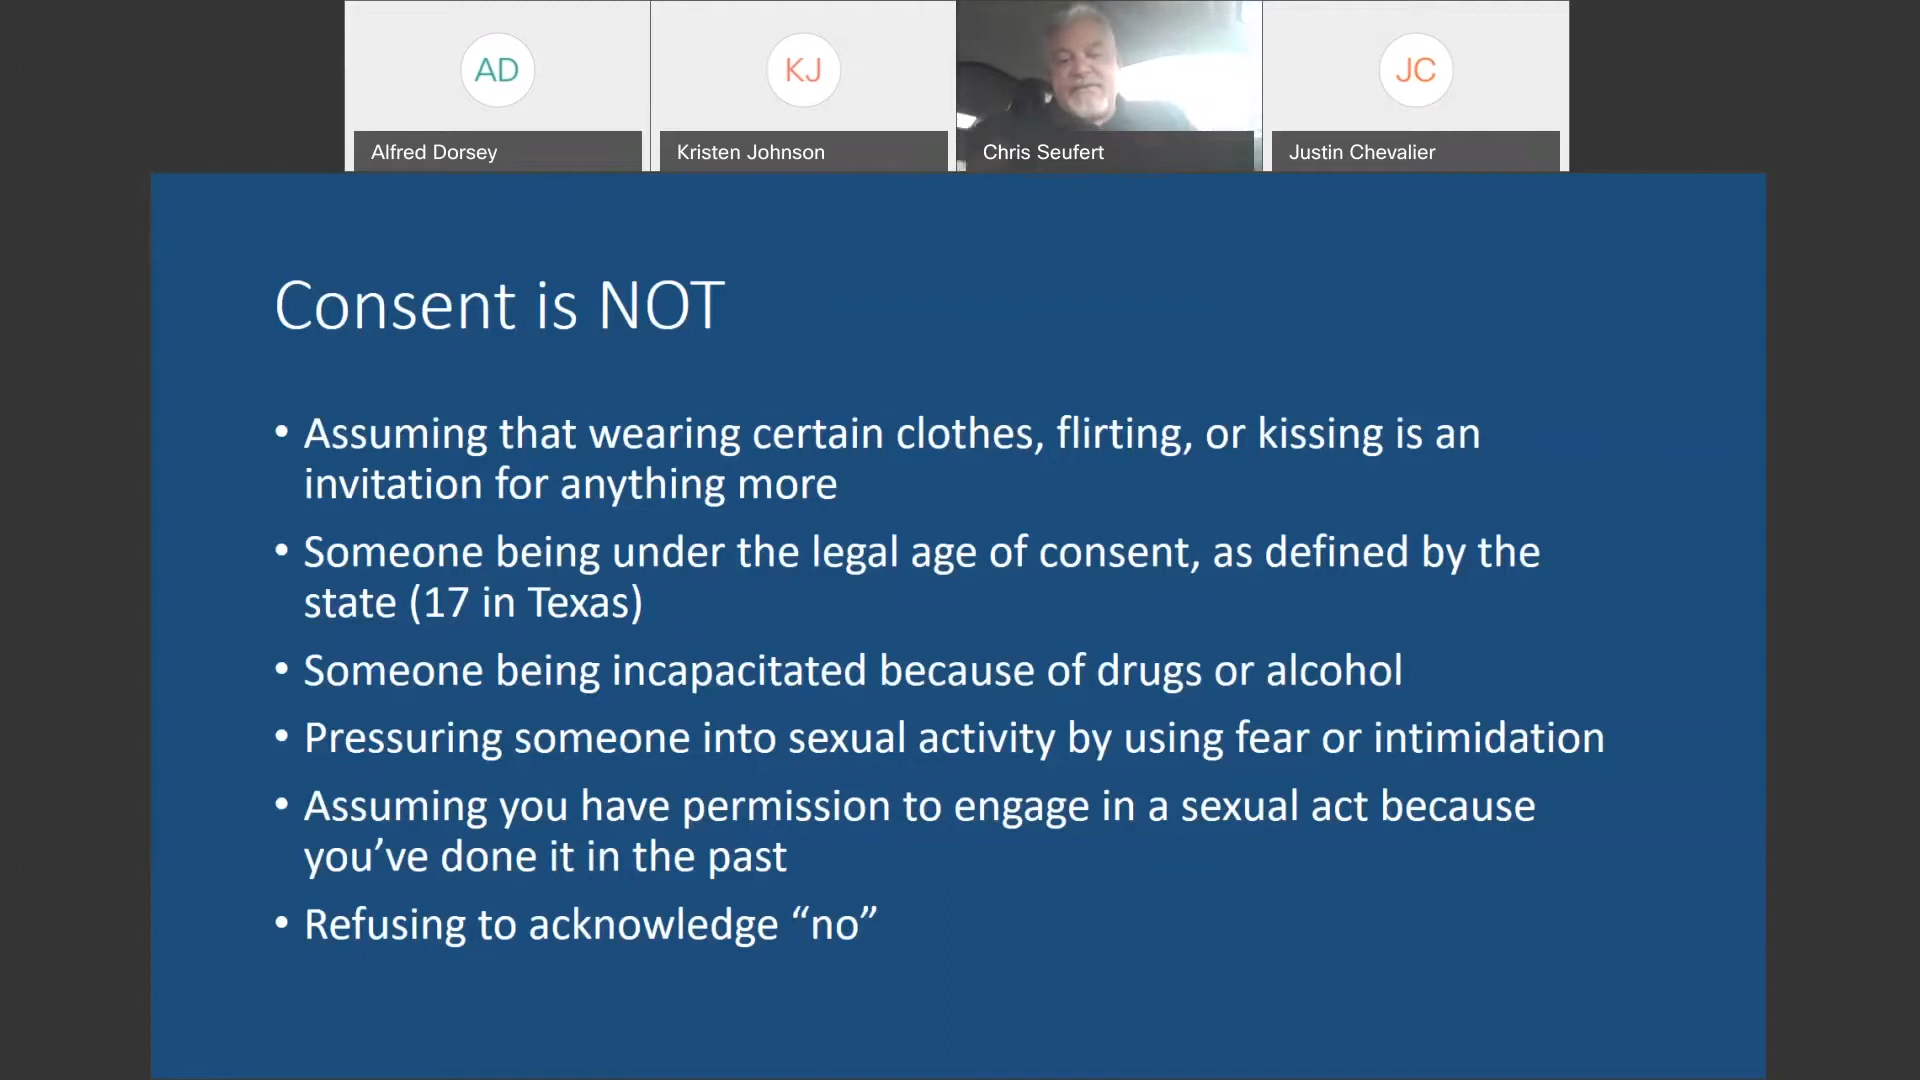 AD
KJ
JC
Alfred Dorsey
Kristen Johnson
Chris Seufert
Justin Chevalier
Consent is NOT
• Assuming that wearing certain clothes, flirting, or kissing is an
invitation for anything more
• Someone being under the legal age of consent, as defined by the
state (17 in Texas)
• Someone being incapacitated because of drugs or alcohol
• Pressuring someone into sexual activity by using fear or intimidation
• Assuming you have permission to engage in a sexual act because
you’ve done it in the past
• Refusing to acknowledge “no”